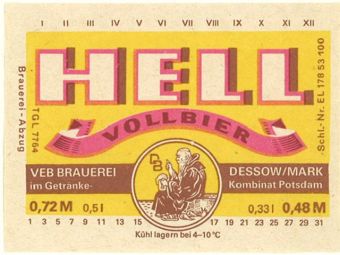 I II III IV V VI VII VIII IX X XI XII
HELL
VOLLBIER
Brauerei-Abzug
TGL 7764
Schl.-Nr. EL 178 53 100
DB
VEB BRAUEREI
im Getränke-
DESSOW/MARK
Kombinat Potsdam
0,72 M 0,5 l
0,33 l 0,48 M
1 3 5 7 9 11 13 15 17 19 21 23 25 27 29 31
Kühl lagern bei 4-10°C